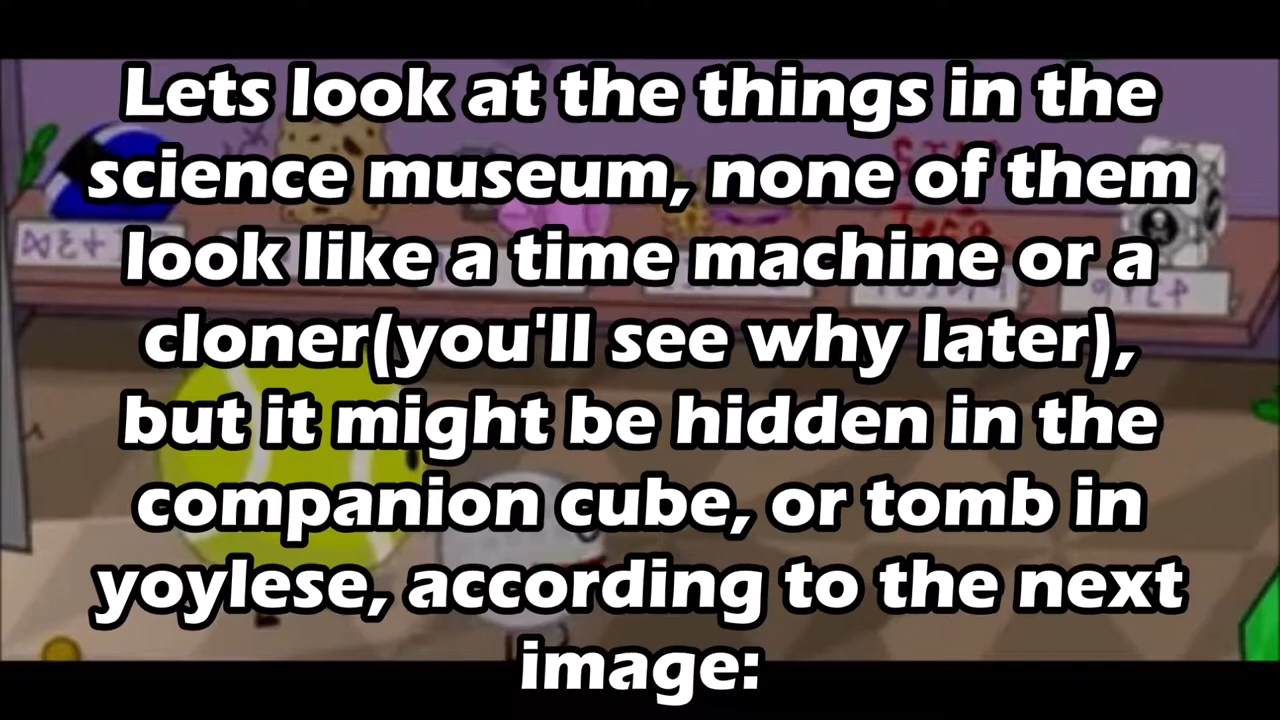 Lets look at the things in the
science museum, none of them
look like a time machine or a
cloner(you'll see why later),
but it might be hidden in the
companion cube, or tomb in
yoylese, according to the next
image: